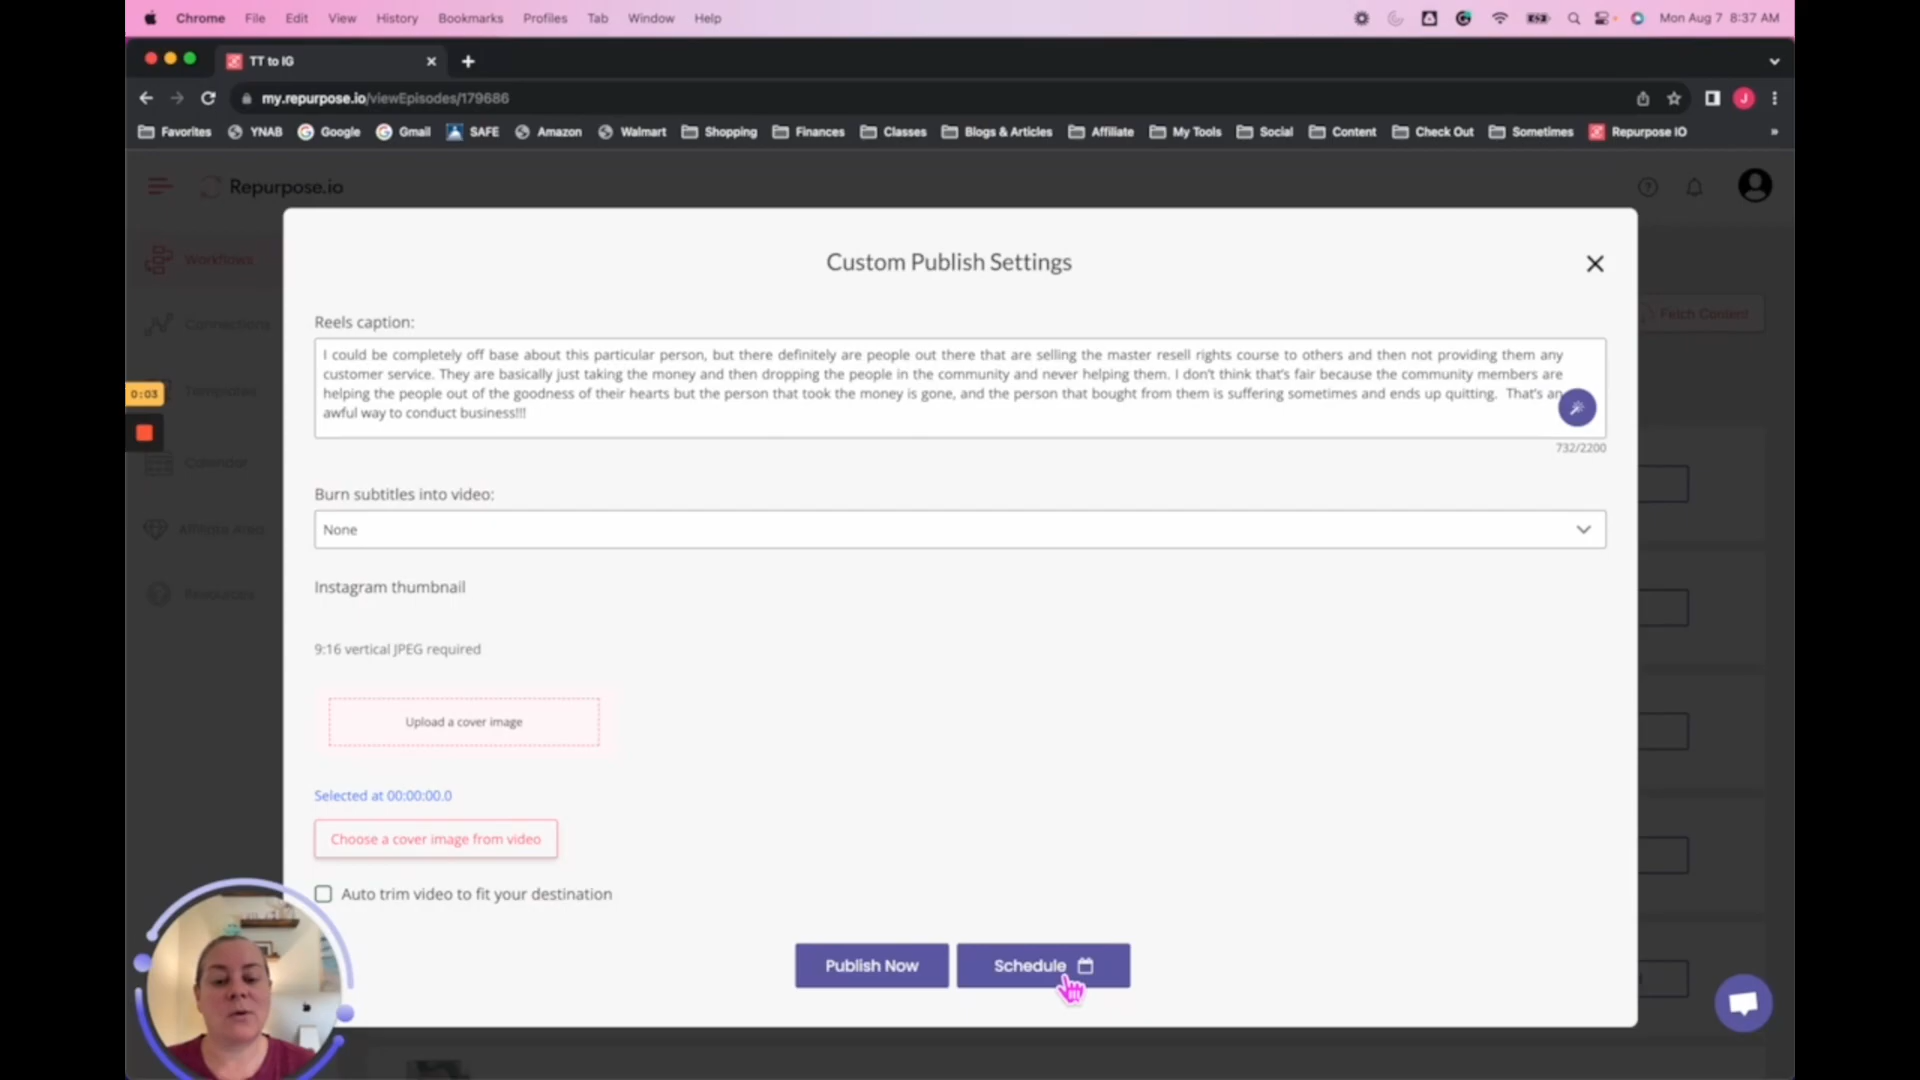 Chrome File Edit View History Bookmarks Profiles Tab Window Help Mon Aug 7 8:37 AM
TT to IG
my.repurpose.io/viewEpisodes/179686
Favorites YNAB Google Gmail SAFE Amazon Walmart Shopping Finances Classes Blogs & Articles Affiliate My Tools Social Content Check Out Sometimes Repurpose IO »
Repurpose.io
Workflows
Connections
Templates
Calendar
Affiliate Area
Resources
Fetch Content
0:03
Custom Publish Settings
Reels caption:
I could be completely off base about this particular person, but there definitely are people out there that are selling the master resell rights course to others and then not providing them any
customer service. They are basically just taking the money and then dropping the people in the community and never helping them. I don't think that's fair because the community members are
helping the people out of the goodness of their hearts but the person that took the money is gone, and the person that bought from them is suffering sometimes and ends up quitting. That's an
awful way to conduct business!!!
732/2200
Burn subtitles into video:
None
Instagram thumbnail
9:16 vertical JPEG required
Upload a cover image
Selected at 00:00:00.0
Choose a cover image from video
Auto trim video to fit your destination
Publish Now
Schedule